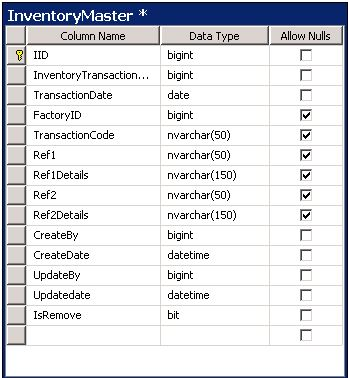 InventoryMaster *
Column Name Data Type Allow Nulls
IID bigint
InventoryTransaction... bigint
TransactionDate date
FactoryID bigint
TransactionCode nvarchar(50)
Ref1 nvarchar(50)
Ref1Details nvarchar(150)
Ref2 nvarchar(50)
Ref2Details nvarchar(150)
CreateBy bigint
CreateDate datetime
UpdateBy bigint
Updatedate datetime
IsRemove bit